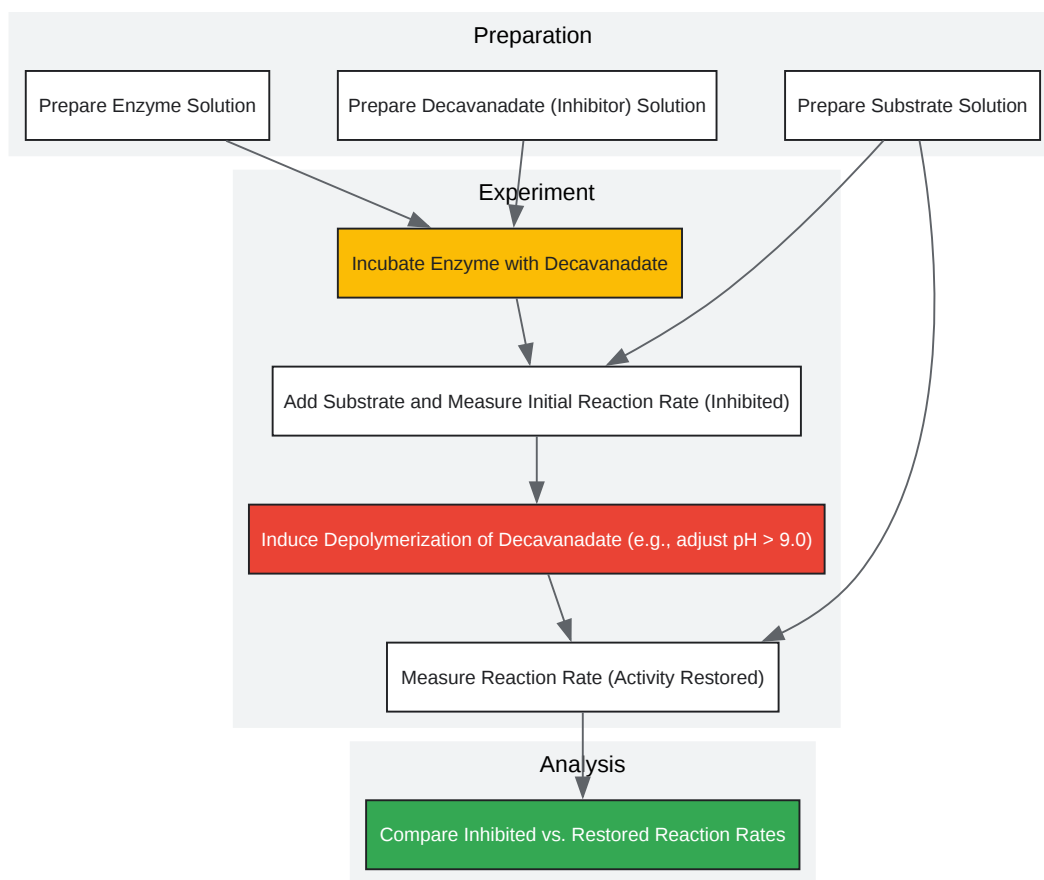 Preparation
Prepare Enzyme Solution
Prepare Decavanadate (Inhibitor) Solution
Prepare Substrate Solution
Experiment
Incubate Enzyme with Decavanadate
Add Substrate and Measure Initial Reaction Rate (Inhibited)
Induce Depolymerization of Decavanadate (e.g., adjust pH > 9.0)
Measure Reaction Rate (Activity Restored)
Analysis
Compare Inhibited vs. Restored Reaction Rates